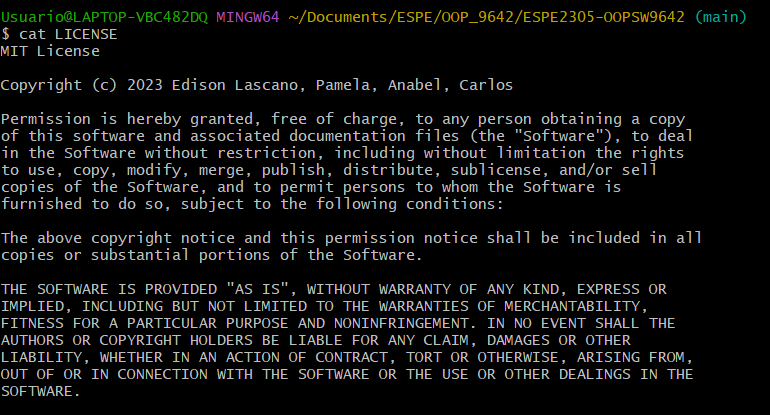 Usuario@LAPTOP-VBC482DQ MINGW64 ~/Documents/ESPE/OOP_9642/ESPE2305-OOPSW9642 (main)
$ cat LICENSE
MIT License
Copyright (c) 2023 Edison Lascano, Pamela, Anabel, Carlos
Permission is hereby granted, free of charge, to any person obtaining a copy
of this software and associated documentation files (the "Software"), to deal
in the Software without restriction, including without limitation the rights
to use, copy, modify, merge, publish, distribute, sublicense, and/or sell
copies of the Software, and to permit persons to whom the Software is
furnished to do so, subject to the following conditions:
The above copyright notice and this permission notice shall be included in all
copies or substantial portions of the Software.
THE SOFTWARE IS PROVIDED "AS IS", WITHOUT WARRANTY OF ANY KIND, EXPRESS OR
IMPLIED, INCLUDING BUT NOT LIMITED TO THE WARRANTIES OF MERCHANTABILITY,
FITNESS FOR A PARTICULAR PURPOSE AND NONINFRINGEMENT. IN NO EVENT SHALL THE
AUTHORS OR COPYRIGHT HOLDERS BE LIABLE FOR ANY CLAIM, DAMAGES OR OTHER
LIABILITY, WHETHER IN AN ACTION OF CONTRACT, TORT OR OTHERWISE, ARISING FROM,
OUT OF OR IN CONNECTION WITH THE SOFTWARE OR THE USE OR OTHER DEALINGS IN THE
SOFTWARE.